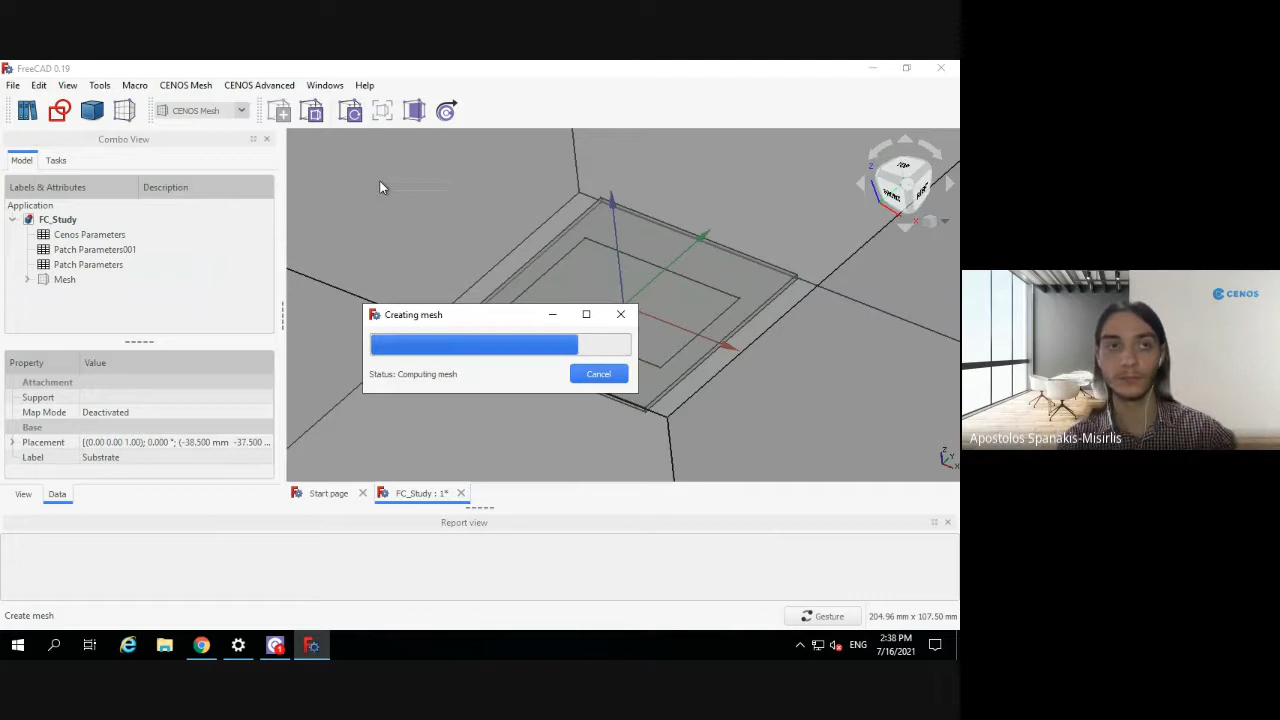 FreeCAD 0.19
File Edit View Tools Macro CENOS Mesh CENOS Advanced Windows Help
CENOS Mesh
Combo View
Model Tasks
Labels & Attributes Description
Application
FC_Study
Cenos Parameters
Patch Parameters001
Patch Parameters
Mesh
Property Value
Attachment
Support
Map Mode Deactivated
Base
Placement [(0.00 0.00 1.00); 0.000 °; (-38.500 mm -37.500 ...
Label Substrate
View Data
TOP
Z
X
Creating mesh
Status: Computing mesh
Cancel
Z
Y
X
Start page FC_Study : 1*
Report view
Create mesh
Gesture 204.96 mm x 107.50 mm
ENG
2:38 PM
7/16/2021
CENOS
Apostolos Spanakis-Misirlis